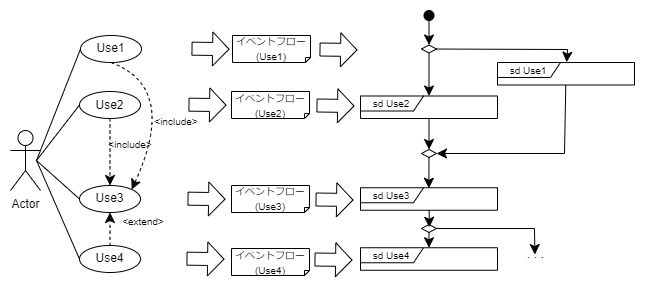 Use1
イベントフロー
(Use1)
sd Use1
Use2
イベントフロー
(Use2)
sd Use2
<include>
<include>
Actor
Use3
イベントフロー
(Use3)
sd Use3
<extend>
Use4
イベントフロー
(Use4)
sd Use4
. . .